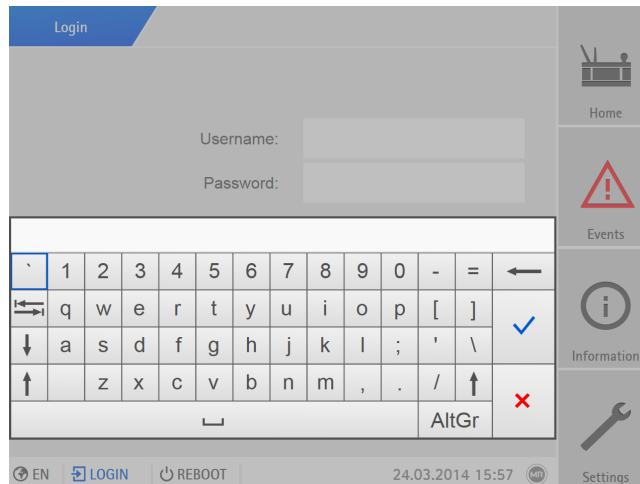 Login
Home
Username:
Password:
Events
` 1 2 3 4 5 6 7 8 9 0 - =
q w e r t y u i o p [ ]
a s d f g h j k l ; ' \
z x c v b n m , . /
AltGr
Information
EN LOGIN REBOOT 24.03.2014 15:57 MR
Settings